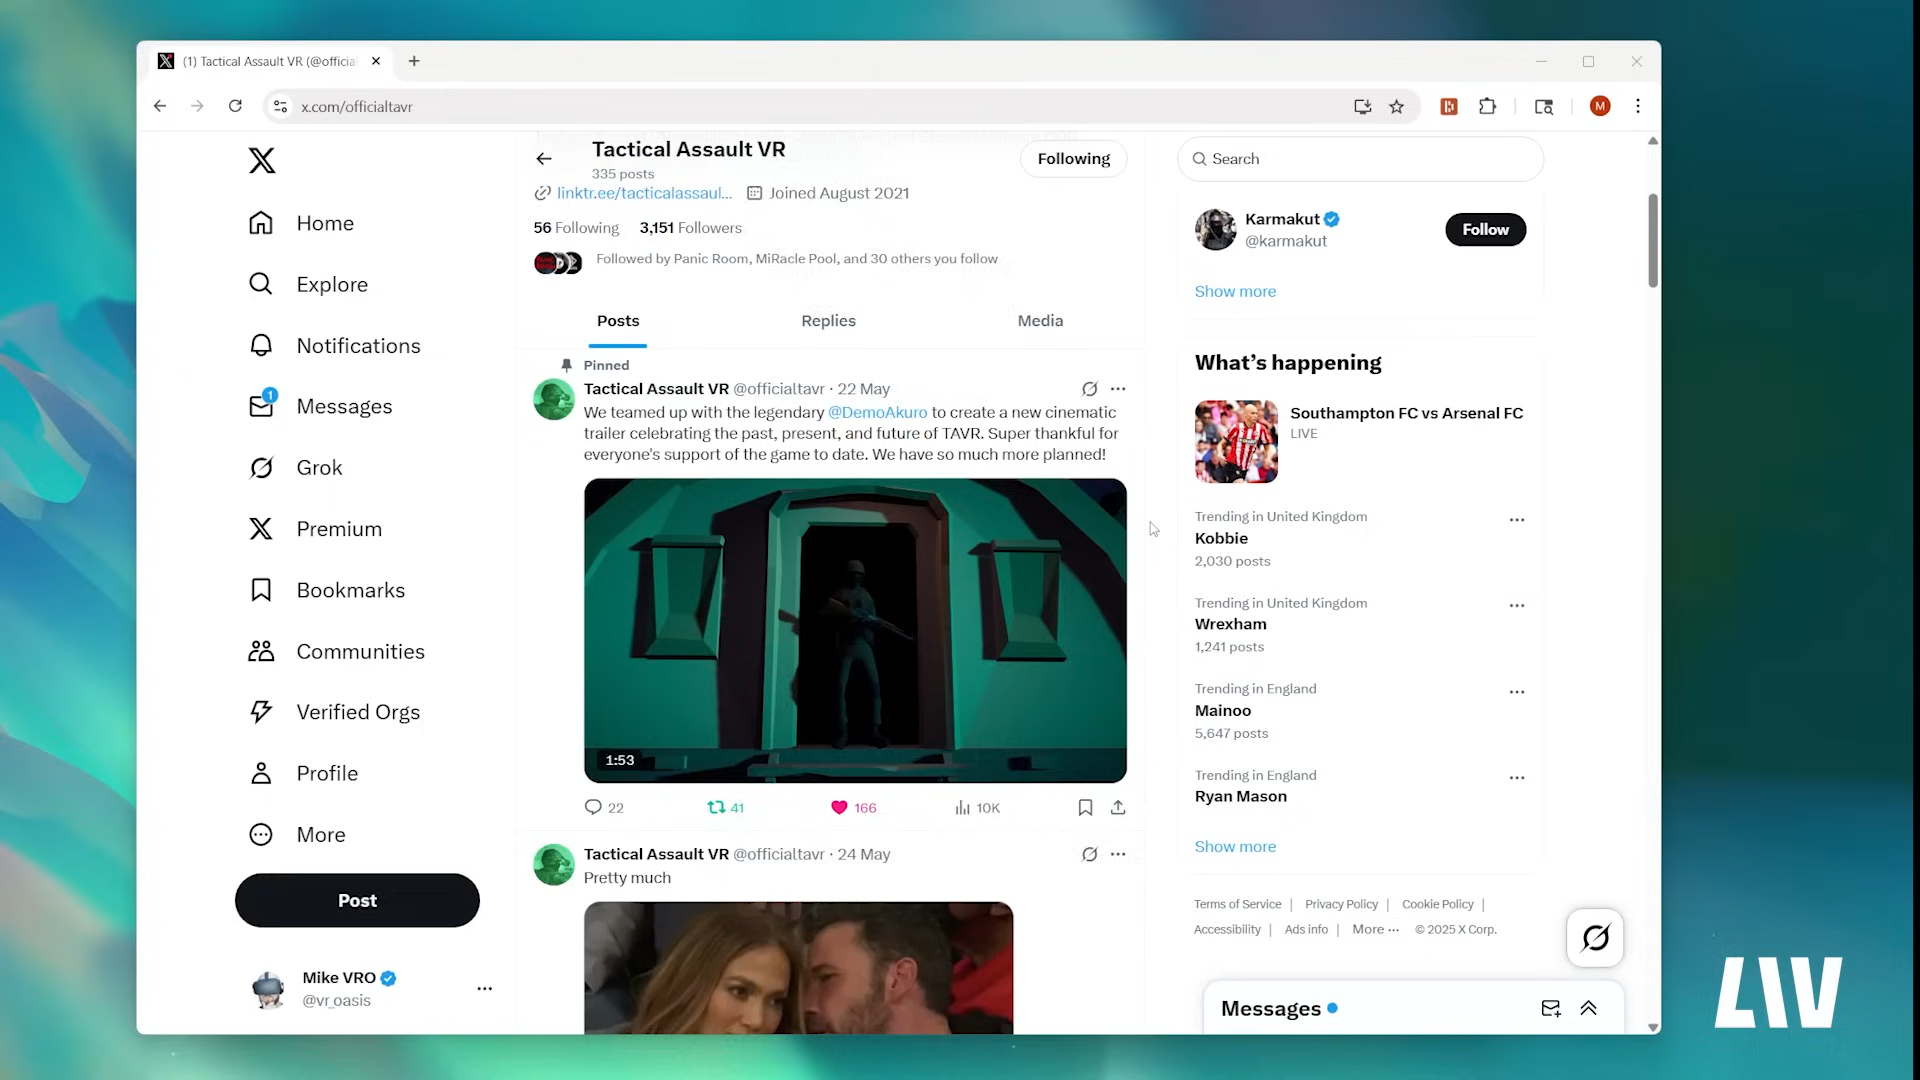 (1) Tactical Assault VR (@officia
x.com/officialtavr
M
Tactical Assault VR
335 posts
Following
linktr.ee/tacticalassaul...
Joined August 2021
56 Following
3,151 Followers
Followed by Panic Room, MiRacle Pool, and 30 others you follow
Posts
Replies
Media
Home
Explore
Notifications
1
Messages
Grok
Premium
Bookmarks
Communities
Verified Orgs
Profile
More
Post
Mike VRO
@vr_oasis
Pinned
Tactical Assault VR @officialtavr · 22 May
We teamed up with the legendary @DemoAkuro to create a new cinematic
trailer celebrating the past, present, and future of TAVR. Super thankful for
everyone's support of the game to date. We have so much more planned!
1:53
22
41
166
10K
Tactical Assault VR @officialtavr · 24 May
Pretty much
Search
Karmakut
@karmakut
Follow
Show more
What's happening
Southampton FC vs Arsenal FC
LIVE
Trending in United Kingdom
Kobbie
2,030 posts
Trending in United Kingdom
Wrexham
1,241 posts
Trending in England
Mainoo
5,647 posts
Trending in England
Ryan Mason
Show more
Terms of Service | Privacy Policy | Cookie Policy |
Accessibility | Ads info | More ··· © 2025 X Corp.
Messages
LIV